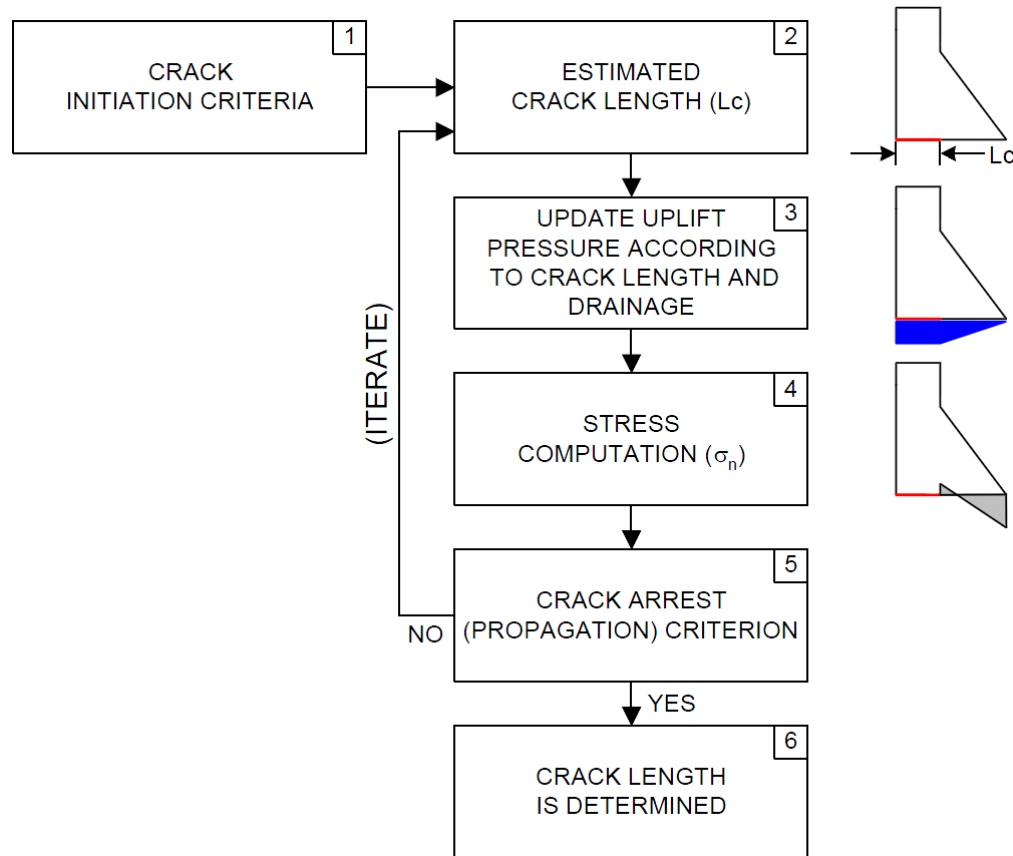 1
CRACK
INITIATION CRITERIA
2
ESTIMATED
CRACK LENGTH (Lc)
Lc
3
UPDATE UPLIFT
PRESSURE ACCORDING
TO CRACK LENGTH AND
DRAINAGE
(ITERATE)
4
STRESS
COMPUTATION (σn)
5
CRACK ARREST
(PROPAGATION) CRITERION
NO
YES
6
CRACK LENGTH
IS DETERMINED